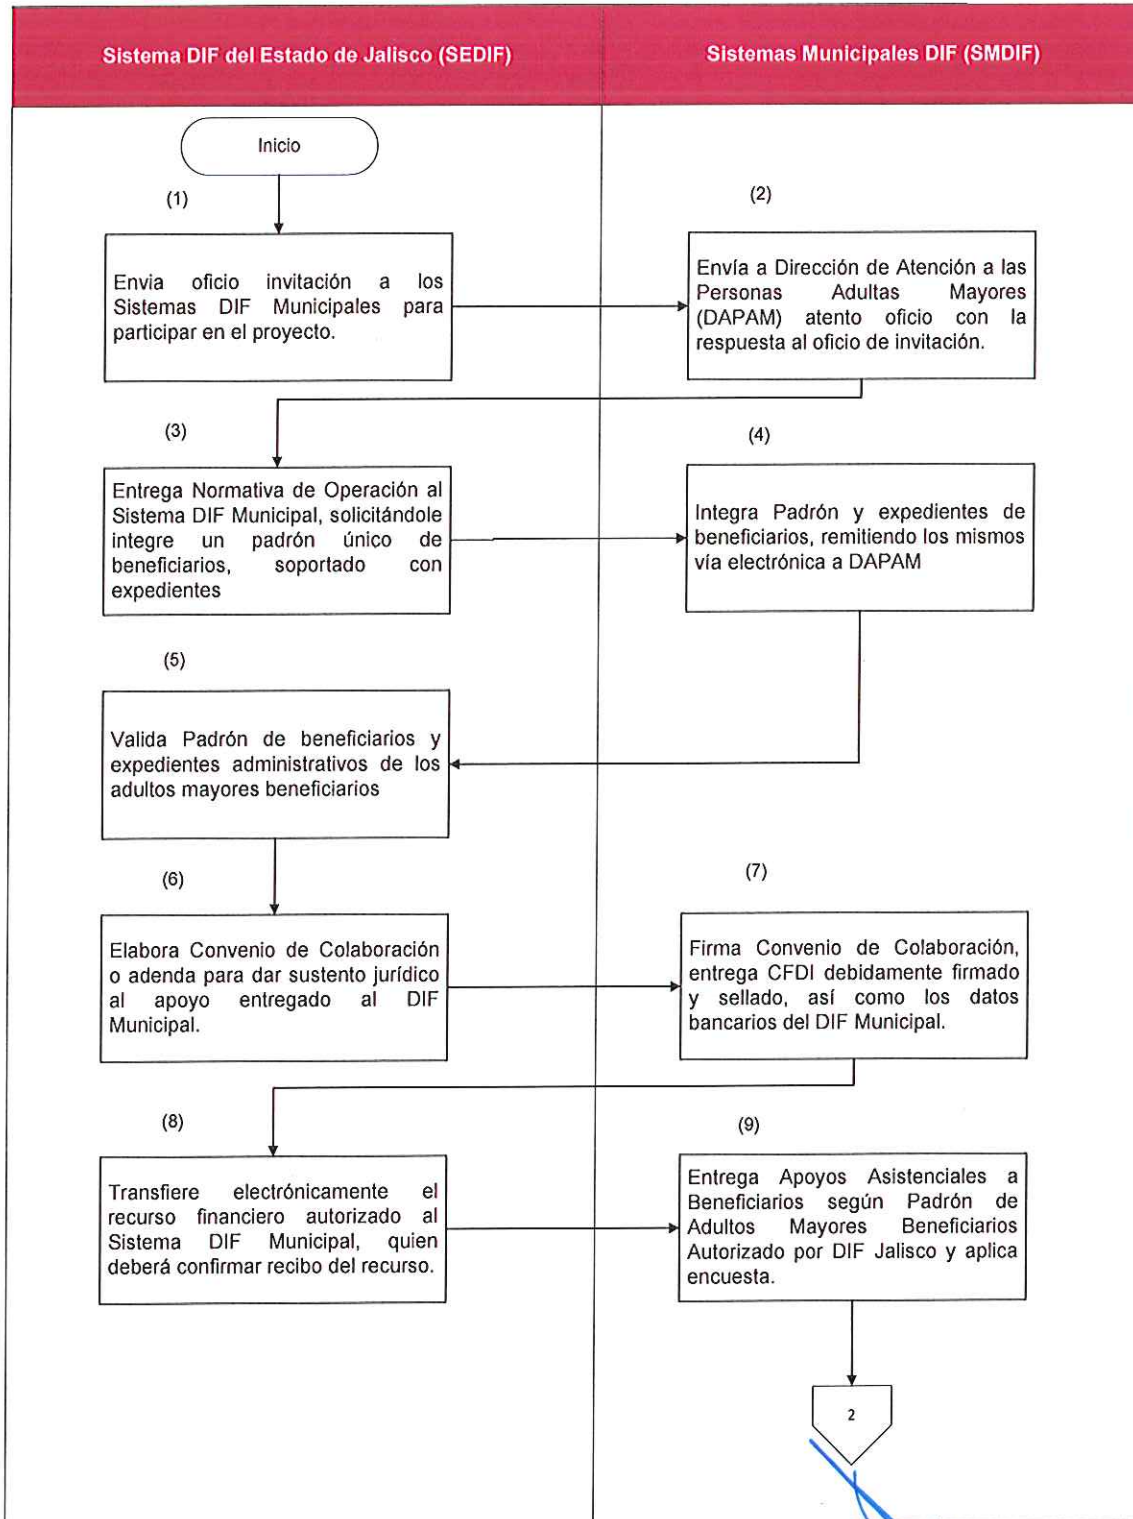 Sistema DIF del Estado de Jalisco (SEDIF)
Sistemas Municipales DIF (SMDIF)
Inicio
(1)
Envia oficio invitación a los
Sistemas DIF Municipales para
participar en el proyecto.
(2)
Envía a Dirección de Atención a las
Personas Adultas Mayores
(DAPAM) atento oficio con la
respuesta al oficio de invitación.
(3)
Entrega Normativa de Operación al
Sistema DIF Municipal, solicitándole
integre un padrón único de
beneficiarios, soportado con
expedientes
(4)
Integra Padrón y expedientes de
beneficiarios, remitiendo los mismos
vía electrónica a DAPAM
(5)
Valida Padrón de beneficiarios y
expedientes administrativos de los
adultos mayores beneficiarios
(6)
Elabora Convenio de Colaboración
o adenda para dar sustento jurídico
al apoyo entregado al DIF
Municipal.
(7)
Firma Convenio de Colaboración,
entrega CFDI debidamente firmado
y sellado, así como los datos
bancarios del DIF Municipal.
(8)
Transfiere electrónicamente el
recurso financiero autorizado al
Sistema DIF Municipal, quien
deberá confirmar recibo del recurso.
(9)
Entrega Apoyos Asistenciales a
Beneficiarios según Padrón de
Adultos Mayores Beneficiarios
Autorizado por DIF Jalisco y aplica
encuesta.
2